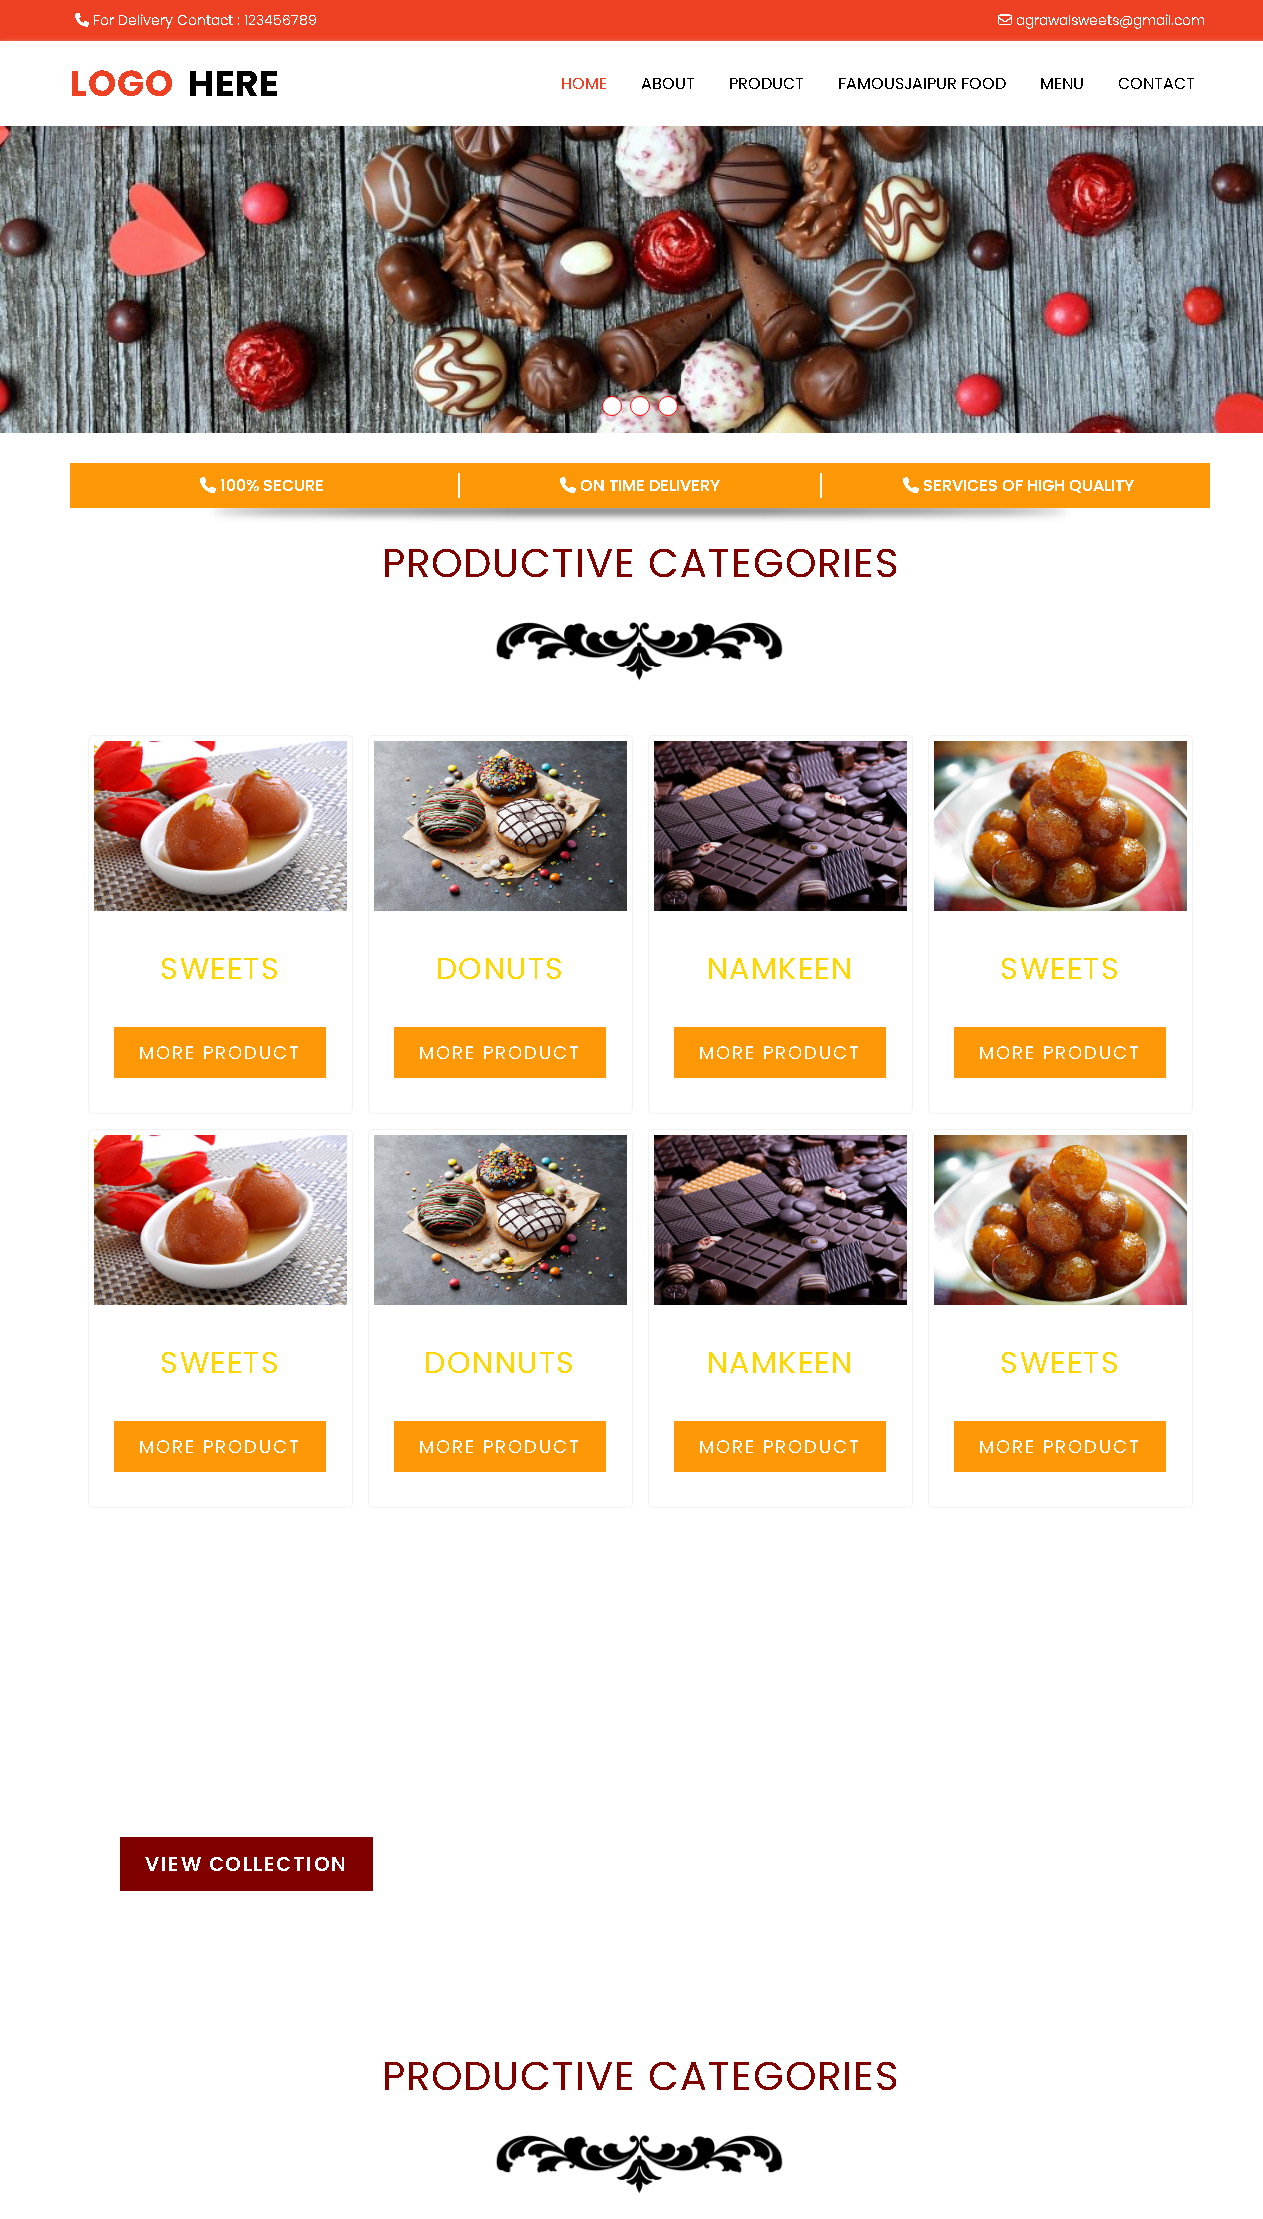 For Delivery Contact : 123456789
agrawalsweets@gmail.com
LOGO HERE
HOME ABOUT PRODUCT FAMOUSJAIPUR FOOD MENU CONTACT
100% SECURE
ON TIME DELIVERY
SERVICES OF HIGH QUALITY
PRODUCTIVE CATEGORIES
SWEETS
DONUTS
NAMKEEN
SWEETS
MORE PRODUCT
MORE PRODUCT
MORE PRODUCT
MORE PRODUCT
SWEETS
DONNUTS
NAMKEEN
SWEETS
MORE PRODUCT
MORE PRODUCT
MORE PRODUCT
MORE PRODUCT
VIEW COLLECTION
PRODUCTIVE CATEGORIES